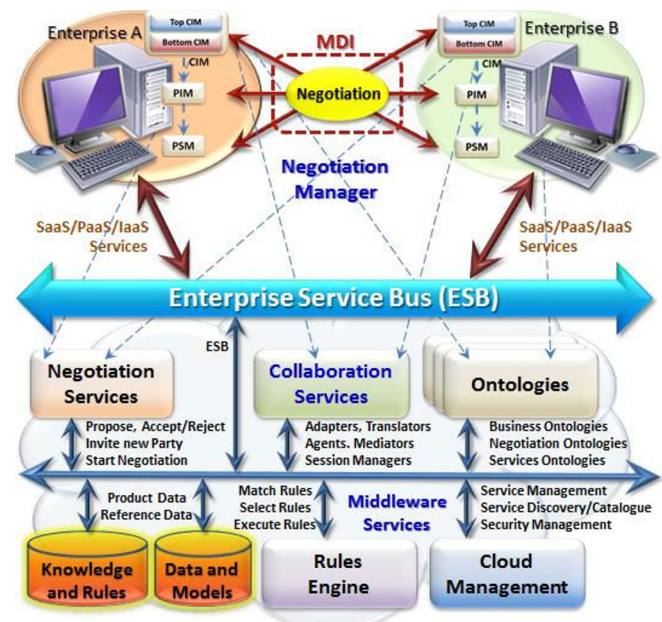 Enterprise A
Top CIM
Bottom CIM
CIM
PIM
PSM
MDI
Negotiation
Top CIM
Bottom CIM
Enterprise B
CIM
PIM
PSM
Negotiation
Manager
SaaS/PaaS/IaaS
Services
SaaS/PaaS/IaaS
Services
Enterprise Service Bus (ESB)
ESB
Negotiation
Services
Collaboration
Services
Ontologies
Propose, Accept/Reject
Invite new Party
Start Negotiation
Adapters, Translators
Agents. Mediators
Session Managers
Business Ontologies
Negotiation Ontologies
Services Ontologies
Product Data
Reference Data
Match Rules
Select Rules
Execute Rules
Middleware
Services
Service Management
Service Discovery/Catalogue
Security Management
Knowledge
and Rules
Data and
Models
Rules
Engine
Cloud
Management